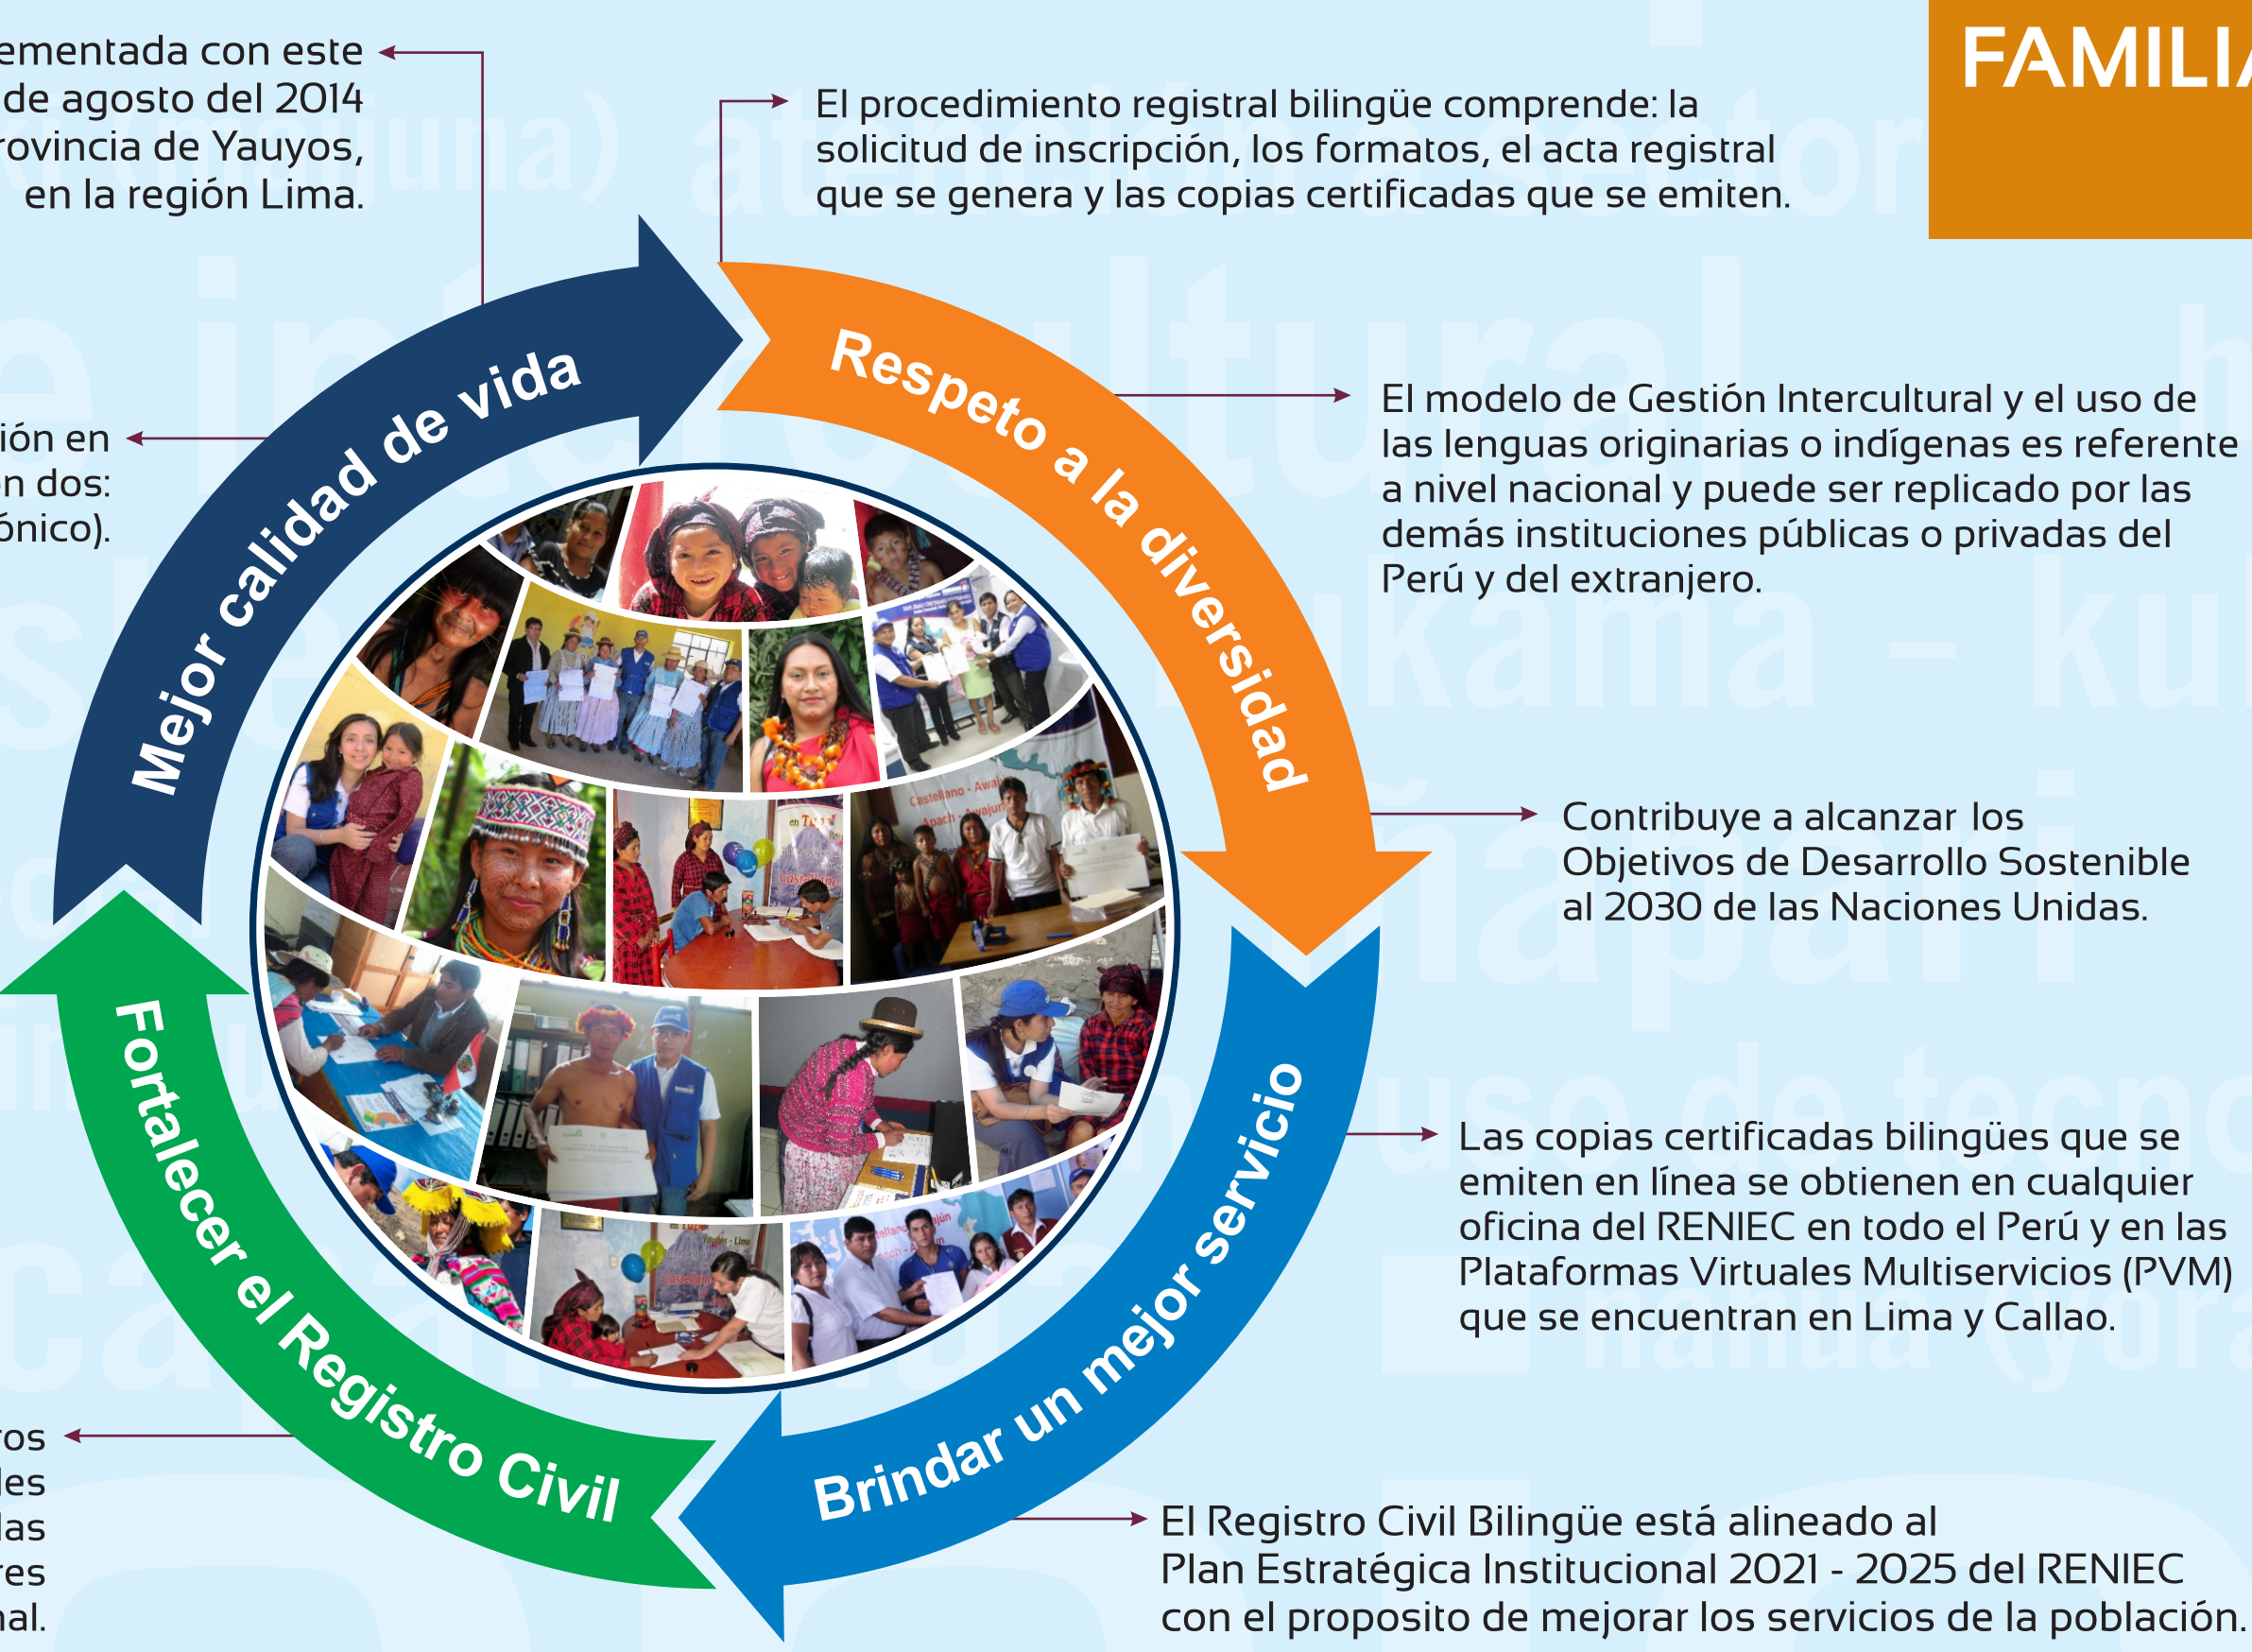 ementada con este
de agosto del 2014
rovincia de Yauyos,
en la región Lima.
El procedimiento registral bilingüe comprende: la
solicitud de inscripción, los formatos, el acta registral
que se genera y las copias certificadas que se emiten.
FAMILIA
ión en
n dos:
ónico).
Mejor calidad de vida
Respeto a la diversidad
El modelo de Gestión Intercultural y el uso de
las lenguas originarias o indígenas es referente
a nivel nacional y puede ser replicado por las
demás instituciones públicas o privadas del
Perú y del extranjero.
Contribuye a alcanzar los
Objetivos de Desarrollo Sostenible
al 2030 de las Naciones Unidas.
Castellano - Awajún
Apach - Awajún
en Tupe
Castellano
Fortalecer el Registro Civil
Brindar un mejor servicio
Las copias certificadas bilingües que se
emiten en línea se obtienen en cualquier
oficina del RENIEC en todo el Perú y en las
Plataformas Virtuales Multiservicios (PVM)
que se encuentran en Lima y Callao.
ros
les
las
res
nal.
El Registro Civil Bilingüe está alineado al
Plan Estratégica Institucional 2021 - 2025 del RENIEC
con el proposito de mejorar los servicios de la población.